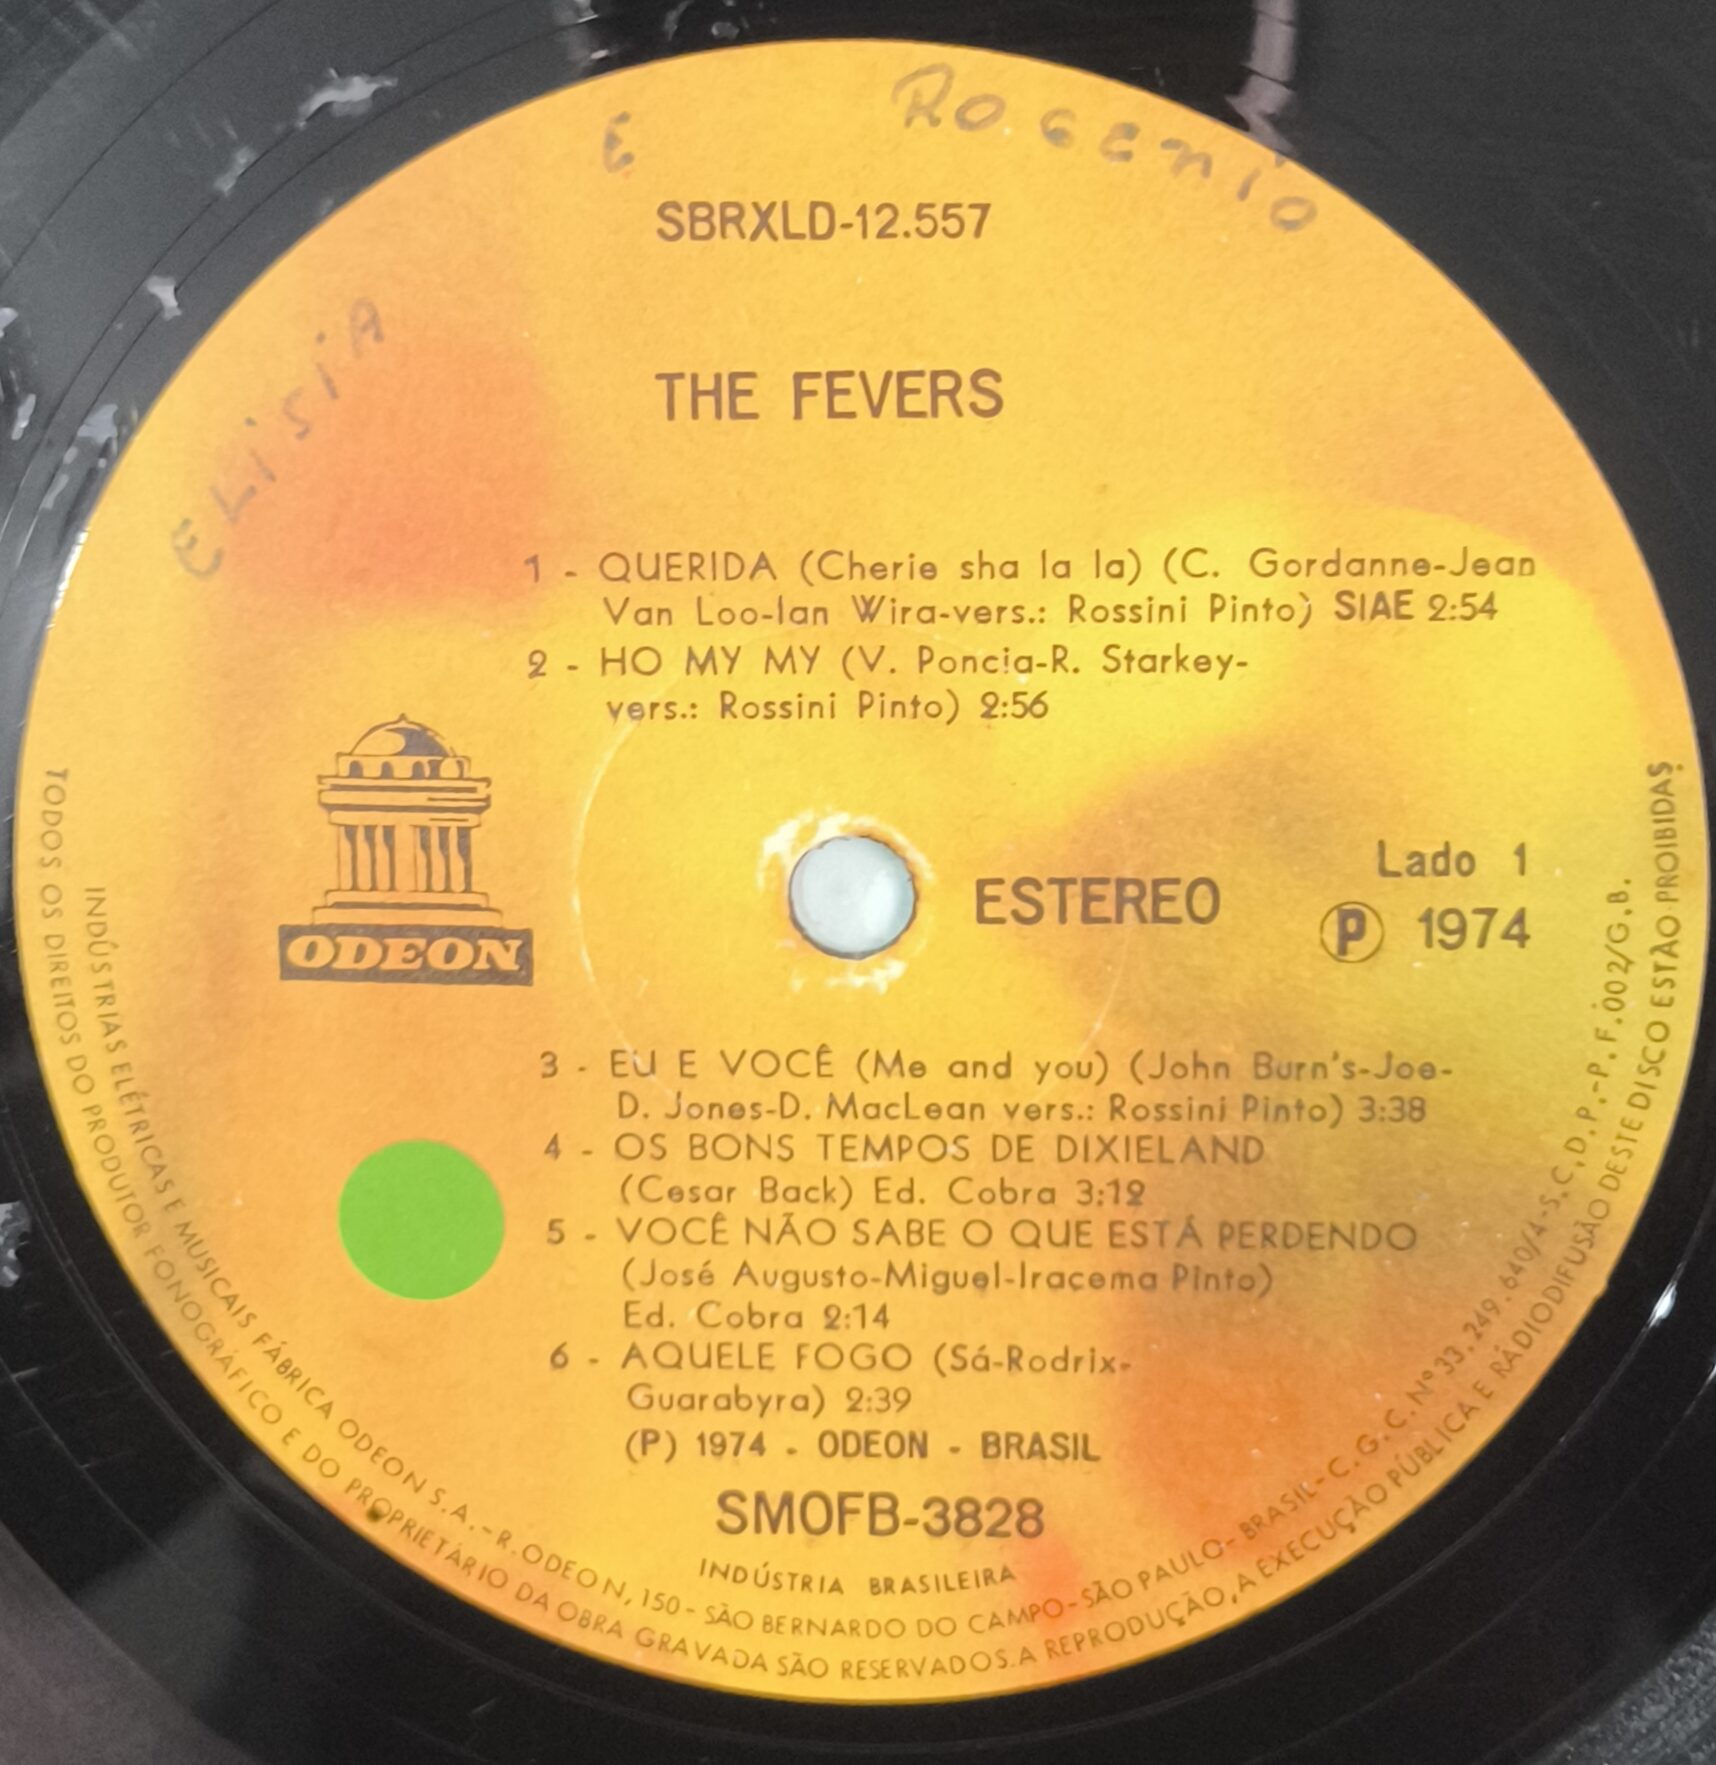 ELISIA E ROGENIO
SBRXLD-12.557
THE FEVERS
1 - QUERIDA (Cherie sha la la) (C. Gordanne-Jean
Van Loo-Ian Wira-vers.: Rossini Pinto) SIAE 2:54
2 - HO MY MY (V. Poncia-R. Starkey-
vers.: Rossini Pinto) 2:56
ODEON
ESTEREO
Lado 1
Ⓟ 1974
3 - EU E VOCÊ (Me and you) (John Burn's-Joe-
D. Jones-D. MacLean vers.: Rossini Pinto) 3:38
4 - OS BONS TEMPOS DE DIXIELAND
(Cesar Back) Ed. Cobra 3:12
5 - VOCÊ NÃO SABE O QUE ESTÁ PERDENDO
(José Augusto-Miguel-Iracema Pinto)
Ed. Cobra 2:14
6 - AQUELE FOGO (Sá-Rodrix-
Guarabyra) 2:39
(P) 1974 - ODEON - BRASIL
SMOFB-3828
INDÚSTRIA BRASILEIRA
INDÚSTRIAS ELÉTRICAS E MUSICAIS FÁBRICA ODEON S.A. - R. ODEON, 150 - SÃO BERNARDO DO CAMPO - SÃO PAULO - BRASIL - C.G.C. Nº 33.249.640/4 - S.C.D.P.-P.F. 002/G.B.
TODOS OS DIREITOS DO PRODUTOR FONOGRÁFICO E DO PROPRIETÁRIO DA OBRA GRAVADA SÃO RESERVADOS. A REPRODUÇÃO, A EXECUÇÃO PÚBLICA E RÁDIODIFUSÃO DESTE DISCO ESTÃO PROIBIDAS.